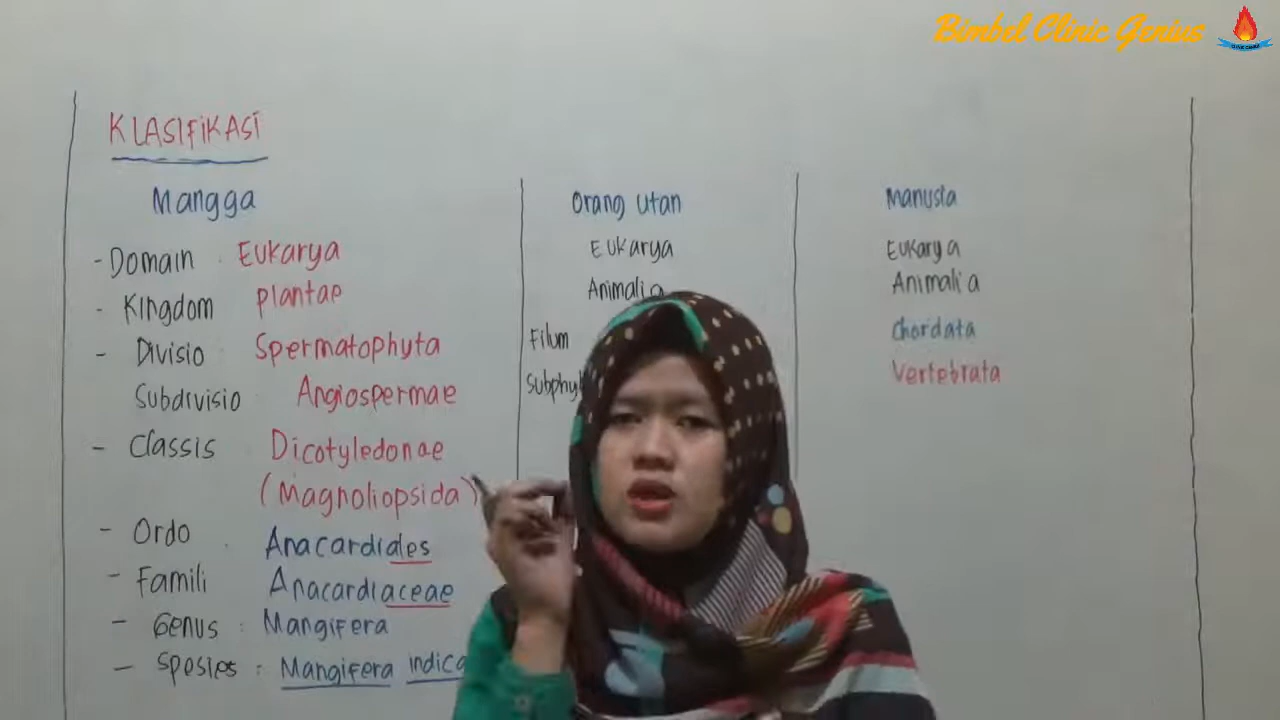 Bimbel Clinic Genius
KLASIFIKASI
Mangga
- Domain : Eukarya
- Kingdom Plantae
- Divisio Spermatophyta
Subdivisio Angiospermae
- Classis Dicotyledonae
(Magnoliopsida)
- Ordo : Anacardiales
- Famili Anacardiaceae
- Genus : Mangifera
- Spesies : Mangifera indica
Orang utan
Eukarya
Animalia
Filum
Manusia
Eukarya
Animalia
Chordata
Vertebrata